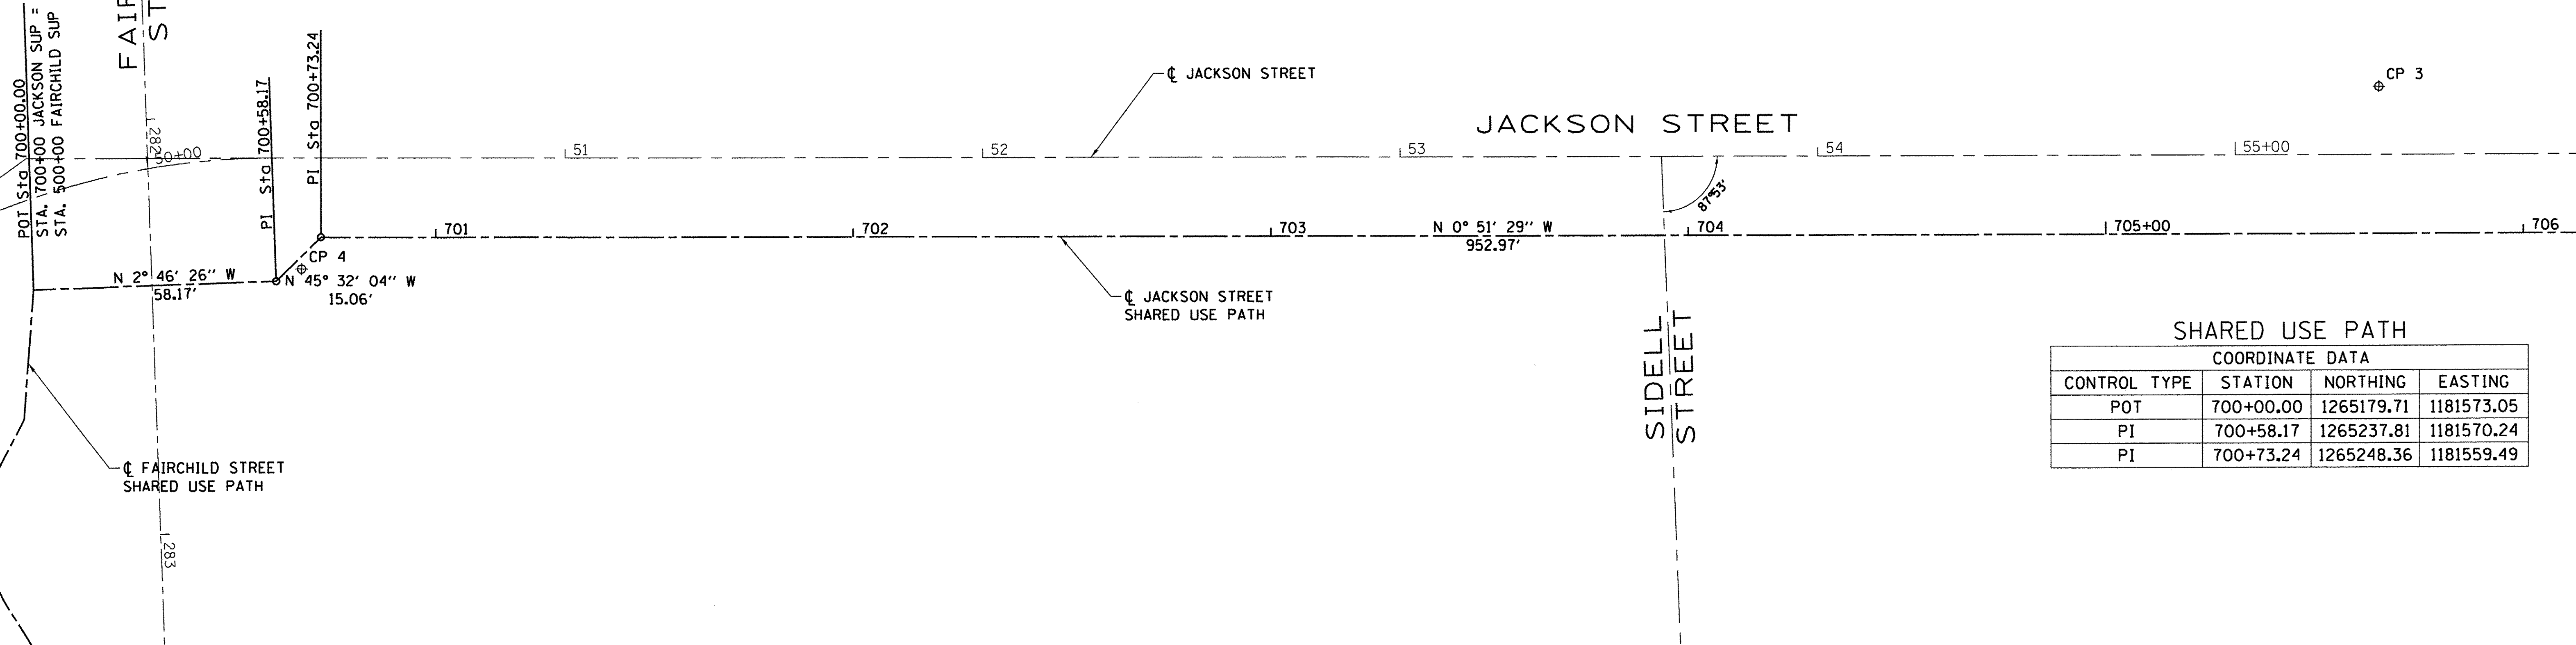 POT Sta 700+00.00
STA. 700+00 JACKSON SUP =
STA. 500+00 FAIRCHILD SUP
PI Sta 700+58.17
PI Sta 700+73.24
282
50+00
51
52
53
54
55+00
℄ JACKSON STREET
JACKSON STREET
CP 3
87°53'
701
702
703
N 0° 51' 29" W
952.97'
704
705+00
706
CP 4
N 2° 46' 26" W
58.17'
N 45° 32' 04" W
15.06'
℄ JACKSON STREET
SHARED USE PATH
SIDELL
STREET
℄ FAIRCHILD STREET
SHARED USE PATH
283
SHARED USE PATH
COORDINATE DATA
CONTROL TYPE STATION NORTHING EASTING
POT 700+00.00 1265179.71 1181573.05
PI 700+58.17 1265237.81 1181570.24
PI 700+73.24 1265248.36 1181559.49